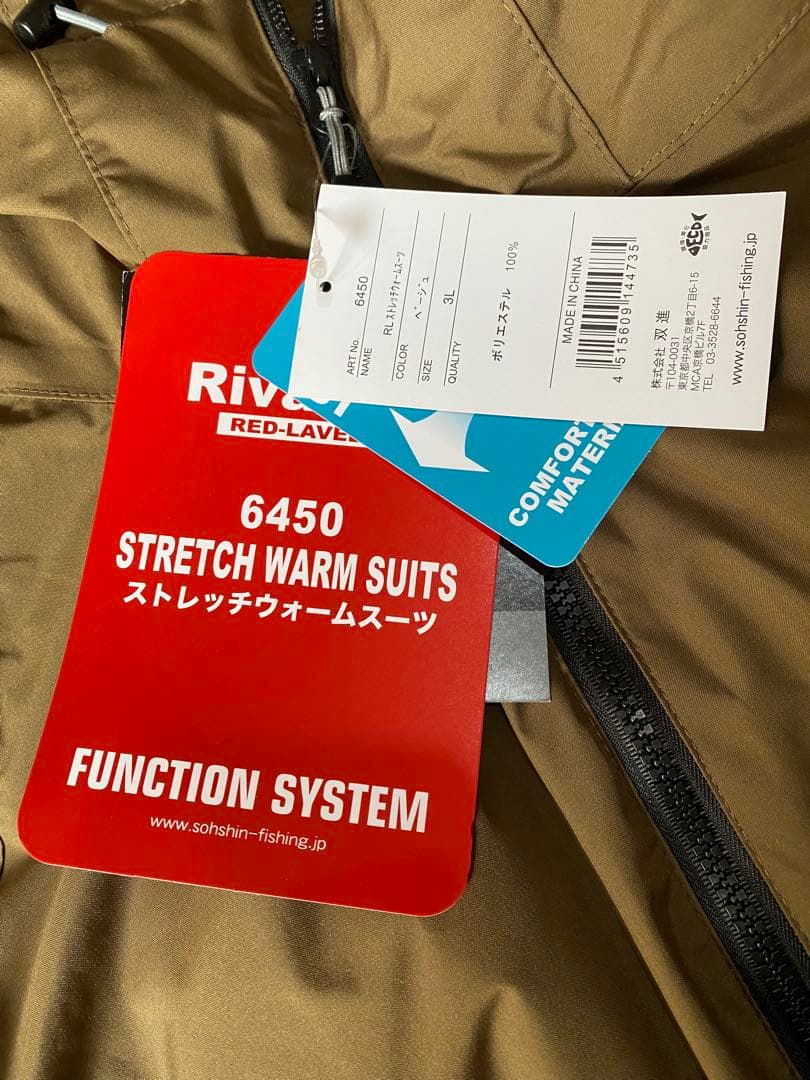 RED-LAVEL
6450
STRETCH WARM SUITS
ストレッチウォームスーツ
FUNCTION SYSTEM
www.sohshin-fishing.jp
COMFORT
ART No. 6450
NAME RLストレッチウォームスーツ
COLOR ベージュ
SIZE 3L
QUALITY
ポリエステル 100%
MADE IN CHINA
4 515609 144735
ECO
株式会社 双進
〒104-0031
東京都中央区京橋2丁目6-15
MCA京橋ビル7F
TEL 03-3528-6644
www.sohshin-fishing.jp